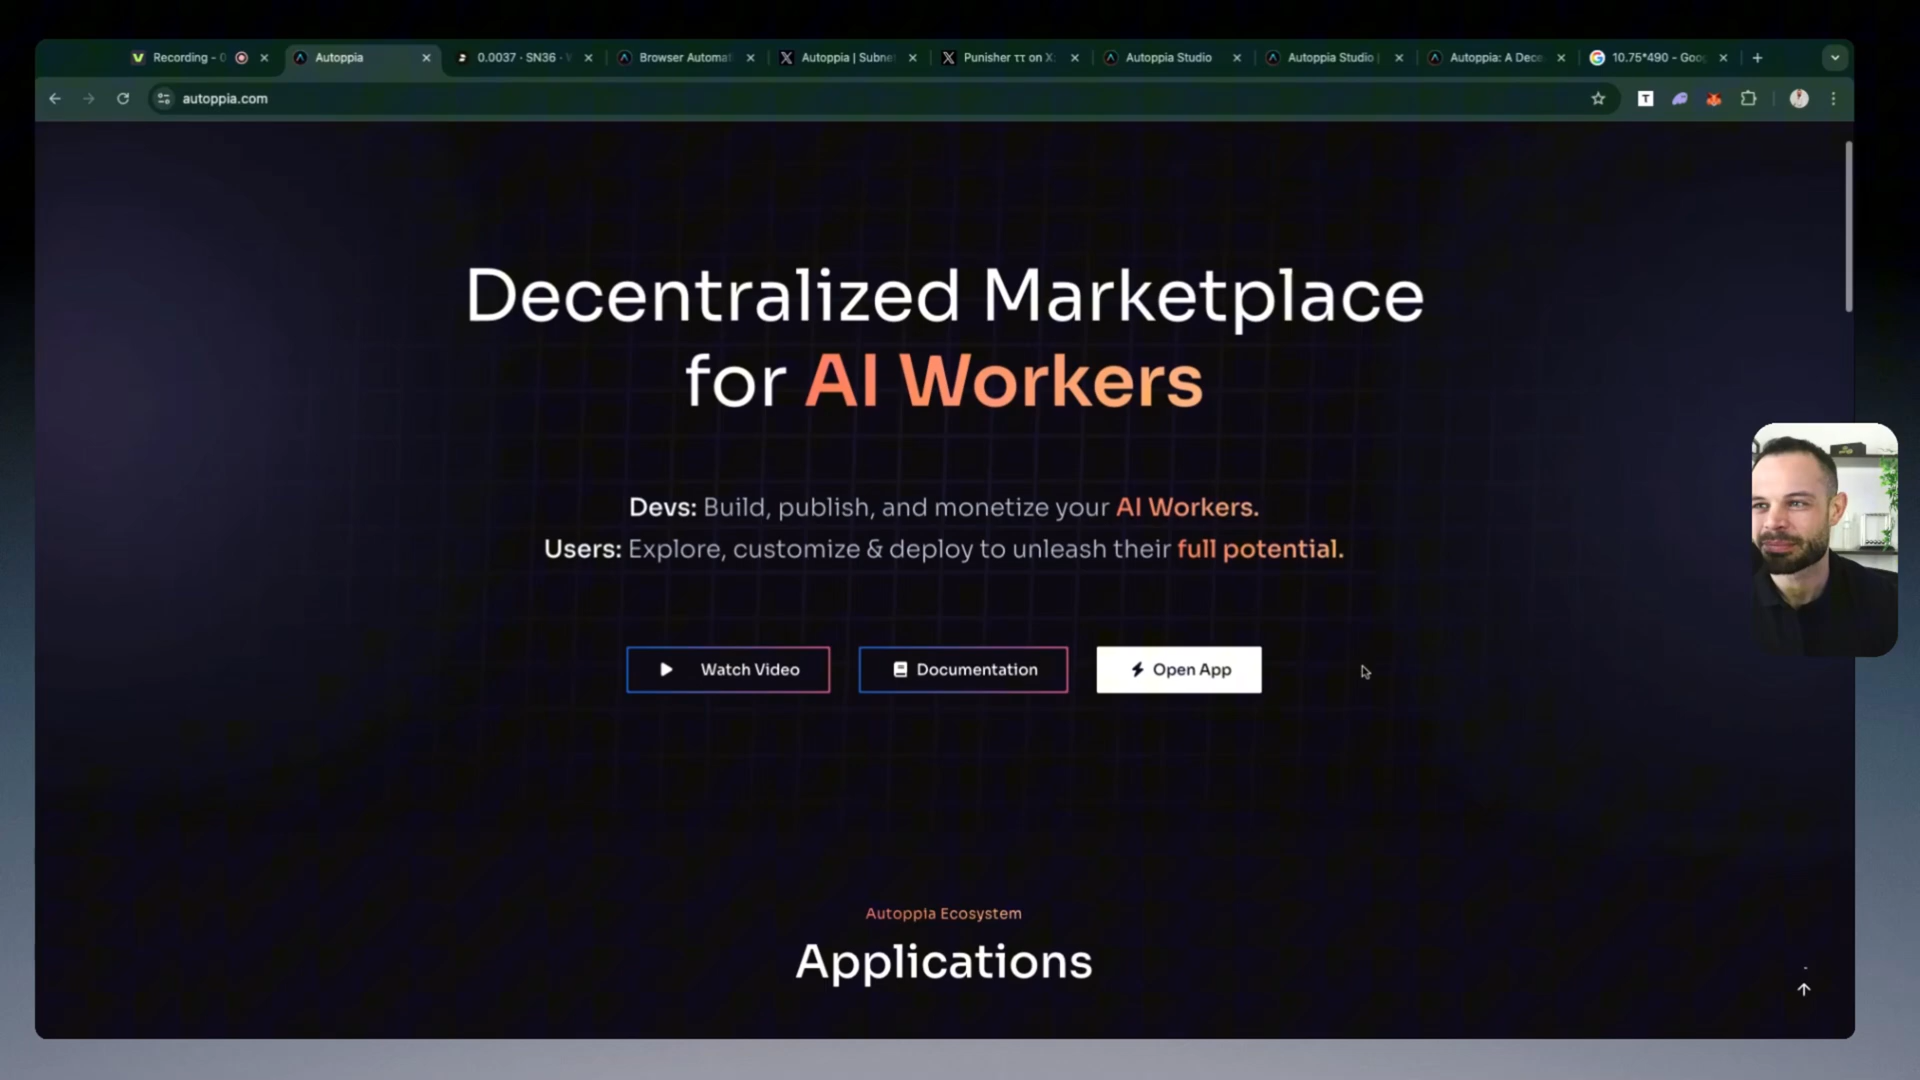 Recording - 0
Autoppia
0.0037 · SN36 ·
Browser Automat
Autoppia | Subne
Punisher ττ on X
Autoppia Studio
Autoppia Studio |
Autoppia: A Dece
10.75*490 - Goo
autoppia.com
T
Decentralized Marketplace
for AI Workers
Devs: Build, publish, and monetize your AI Workers.
Users: Explore, customize & deploy to unleash their full potential.
Watch Video
Documentation
Open App
Autoppia Ecosystem
Applications